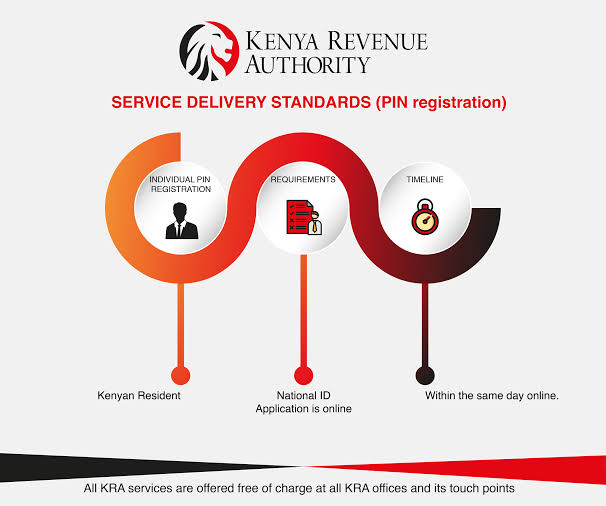 KENYA REVENUE
AUTHORITY
SERVICE DELIVERY STANDARDS (PIN registration)
INDIVIDUAL PIN
REGISTRATION
REQUIREMENTS
TIMELINE
Kenyan Resident
National ID
Application is online
Within the same day online.
All KRA services are offered free of charge at all KRA offices and its touch points